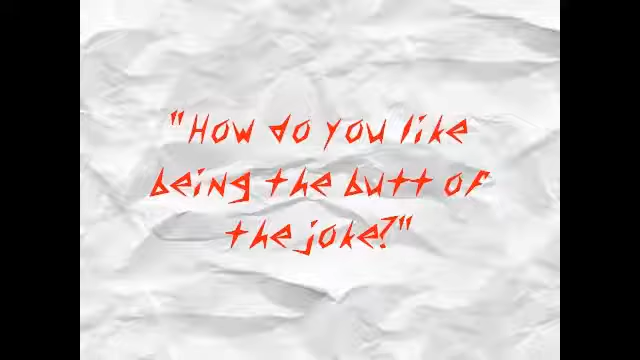 "How do you like
being the butt of
the joke?"